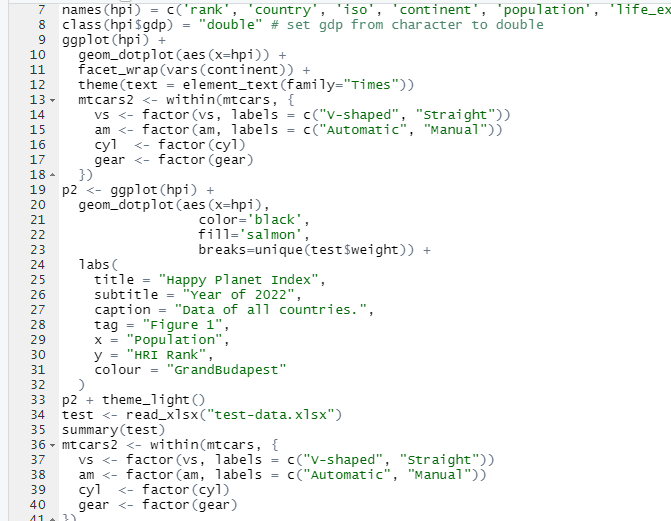 7 names(hpi) = c('rank', 'country', 'iso', 'continent', 'population', 'life_ex
8 class(hpi$gdp) = "double" # set gdp from character to double
9 ggplot(hpi) +
10 geom_dotplot(aes(x=hpi)) +
11 facet_wrap(vars(continent)) +
12 theme(text = element_text(family="Times"))
13 mtcars2 <- within(mtcars, {
14 vs <- factor(vs, labels = c("V-shaped", "Straight"))
15 am <- factor(am, labels = c("Automatic", "Manual"))
16 cyl  <- factor(cyl)
17 gear <- factor(gear)
18 })
19 p2 <- ggplot(hpi) +
20 geom_dotplot(aes(x=hpi),
21 color='black',
22 fill='salmon',
23 breaks=unique(test$weight)) +
24 labs(
25 title = "Happy Planet Index",
26 subtitle = "Year of 2022",
27 caption = "Data of all countries.",
28 tag = "Figure 1",
29 x = "Population",
30 y = "HRI Rank",
31 colour = "GrandBudapest"
32 )
33 p2 + theme_light()
34 test <- read_xlsx("test-data.xlsx")
35 summary(test)
36 mtcars2 <- within(mtcars, {
37 vs <- factor(vs, labels = c("V-shaped", "Straight"))
38 am <- factor(am, labels = c("Automatic", "Manual"))
39 cyl  <- factor(cyl)
40 gear <- factor(gear)
41 })